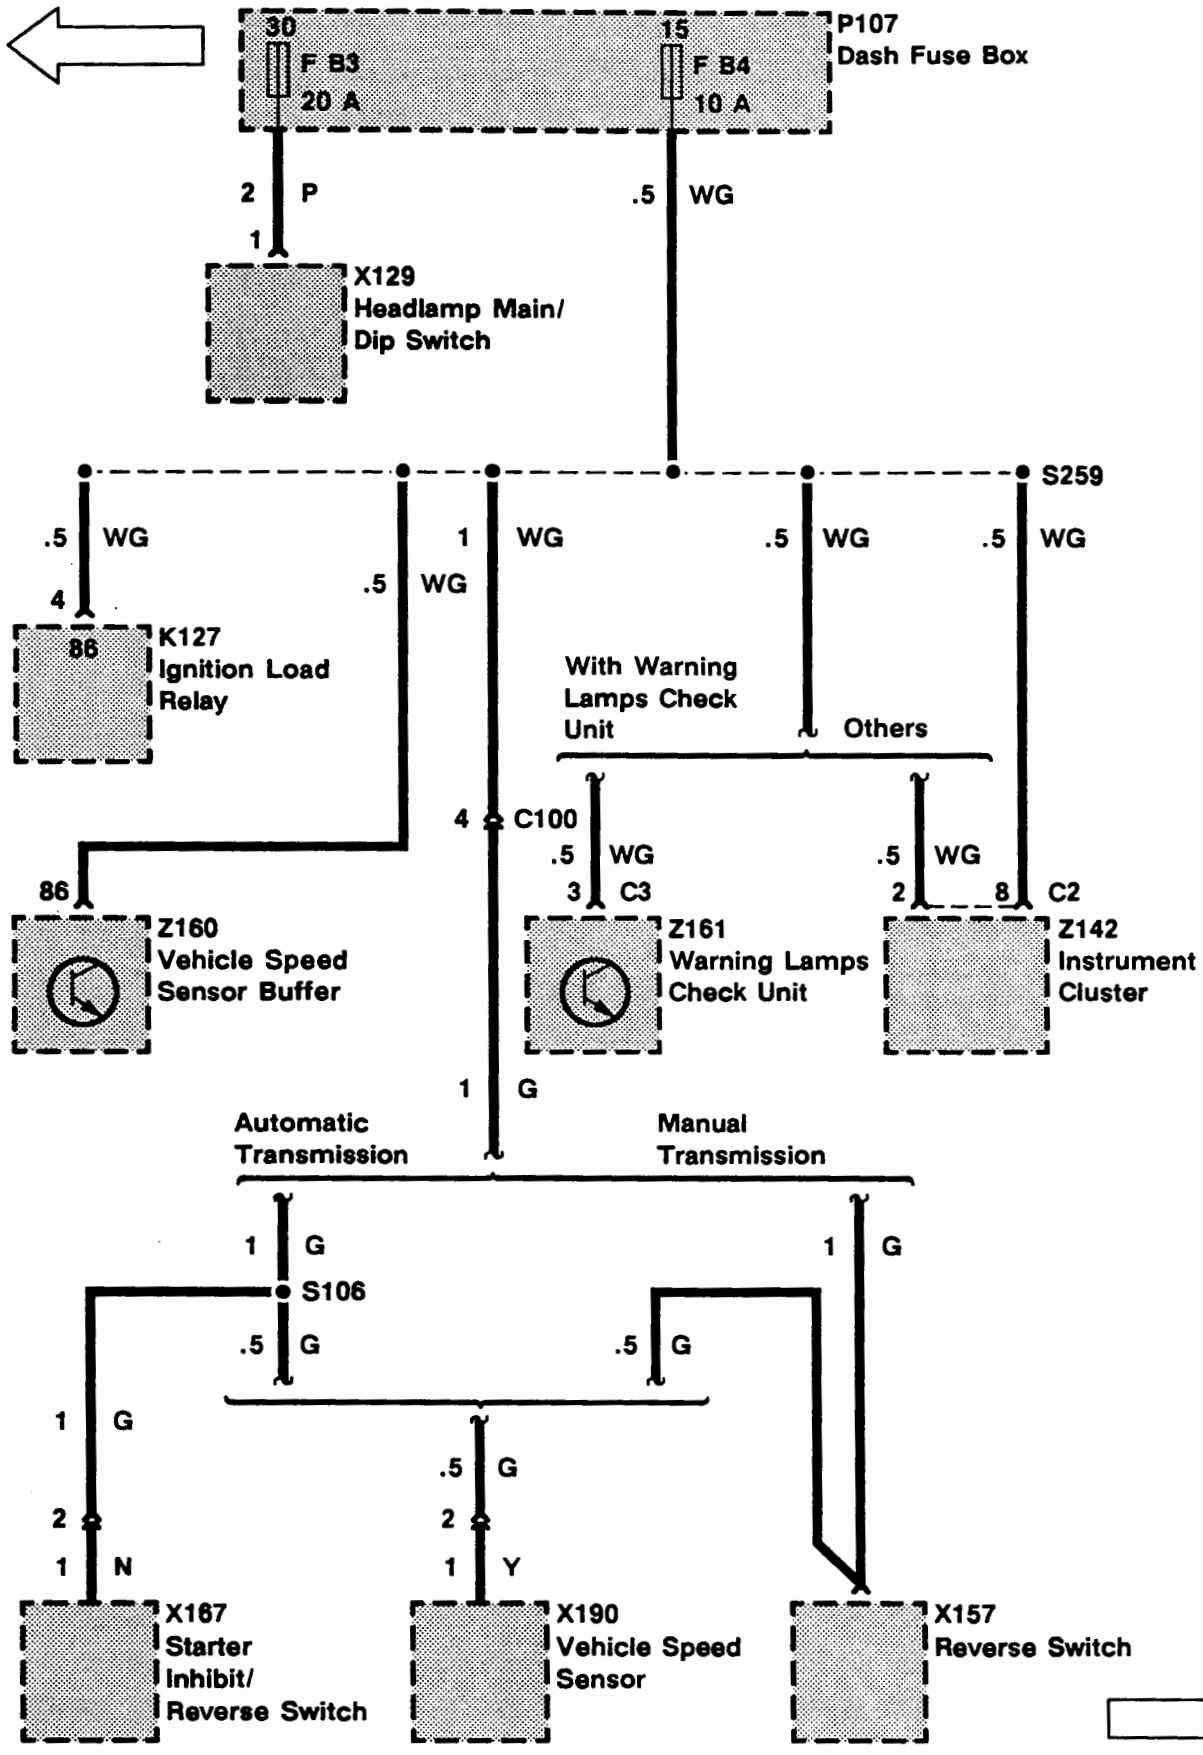 30
F B3
20 A
15
F B4
10 A
P107
Dash Fuse Box
2 P
1
.5 WG
X129
Headlamp Main/
Dip Switch
S259
.5 WG
1 WG
.5 WG
.5 WG
.5 WG
4
86
K127
Ignition Load
Relay
With Warning
Lamps Check
Unit
Others
4 C100
.5 WG
.5 WG
86
3 C3
2
8 C2
Z160
Vehicle Speed
Sensor Buffer
Z161
Warning Lamps
Check Unit
Z142
Instrument
Cluster
1 G
Automatic
Transmission
Manual
Transmission
1 G
1 G
S106
.5 G
.5 G
1 G
.5 G
2
2
1 N
1 Y
X167
Starter
Inhibit/
Reverse Switch
X190
Vehicle Speed
Sensor
X157
Reverse Switch